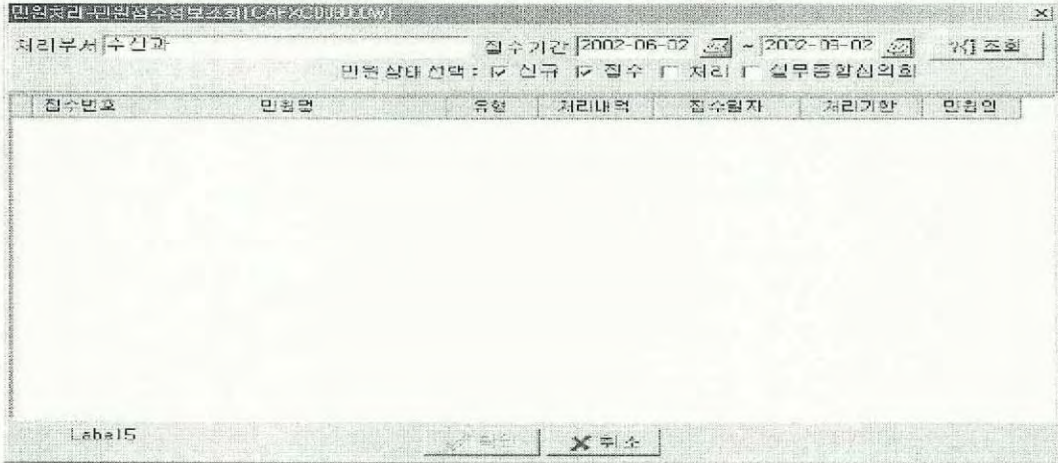 민원처리-민원접수정보조회
처리부서 수산과 접수기간 2002-06-02 ~ 조회
민원상태 선택 : 신규 접수 처리 실무종합심의회
접수번호 민원명 유형 처리내역 접수일자 처리기한 민원인
Label5 확인 취소